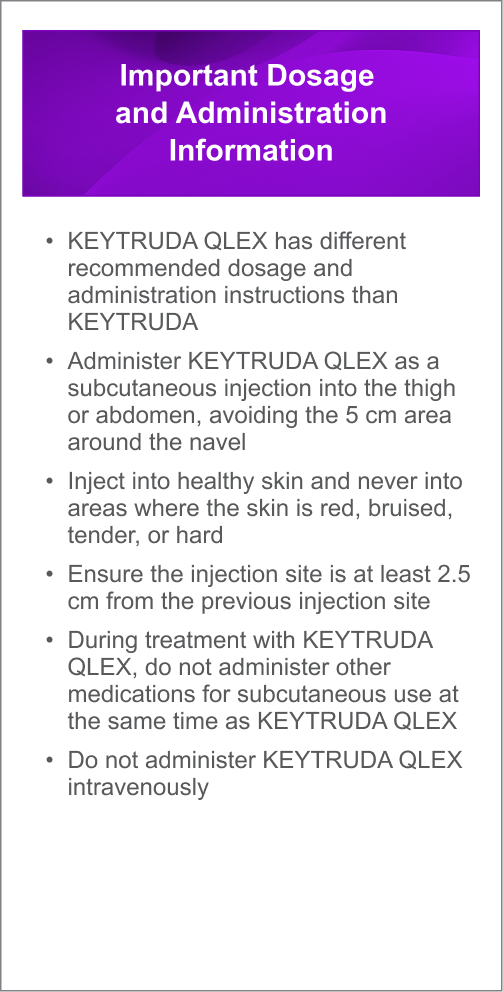 Important Dosage
and Administration
Information
• KEYTRUDA QLEX has different
recommended dosage and
administration instructions than
KEYTRUDA
• Administer KEYTRUDA QLEX as a
subcutaneous injection into the thigh
or abdomen, avoiding the 5 cm area
around the navel
• Inject into healthy skin and never into
areas where the skin is red, bruised,
tender, or hard
• Ensure the injection site is at least 2.5
cm from the previous injection site
• During treatment with KEYTRUDA
QLEX, do not administer other
medications for subcutaneous use at
the same time as KEYTRUDA QLEX
• Do not administer KEYTRUDA QLEX
intravenously